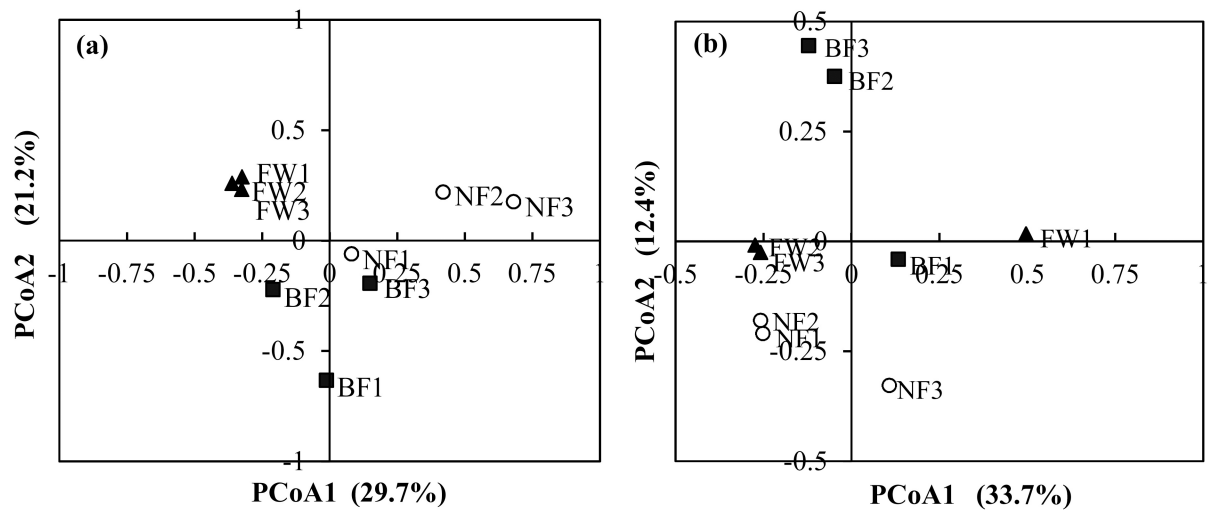 (a)
1
0.5
0
-0.5
-1
-1
-0.75
-0.5
-0.25
0
0.25
0.5
0.75
1
FW1
FW2
FW3
NF2
NF3
NF1
BF2
BF3
BF1
PCoA2 (21.2%)
PCoA1 (29.7%)
(b)
0.5
0.25
0
-0.25
-0.5
-0.5
-0.25
0
0.25
0.5
0.75
1
BF3
BF2
FW3
FW1
BF1
NF2
NF1
NF3
PCoA2 (12.4%)
PCoA1 (33.7%)